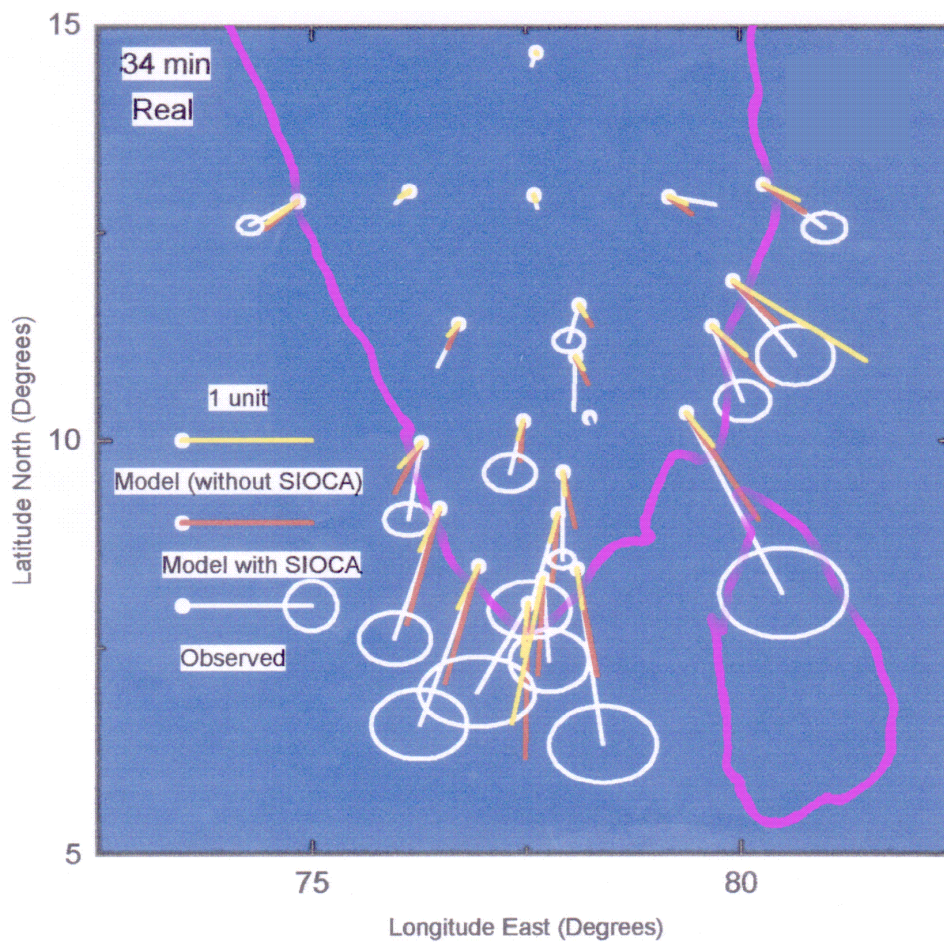 15
34 min
Real
1 unit
10
Model (without SIOCA)
Model with SIOCA
Observed
5
75
80
Latitude North (Degrees)
Longitude East (Degrees)